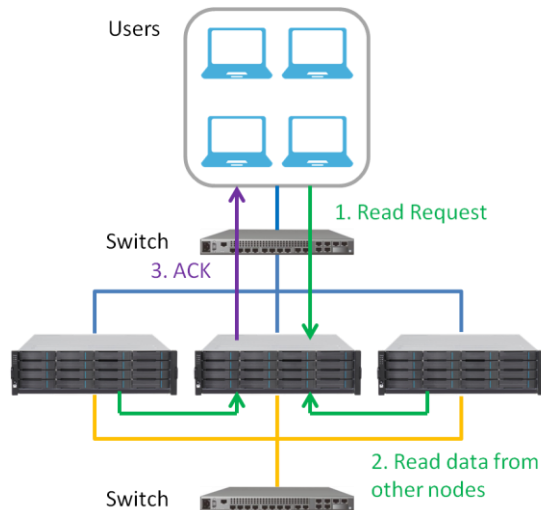 Users
1. Read Request
Switch
3. ACK
2. Read data from
other nodes
Switch